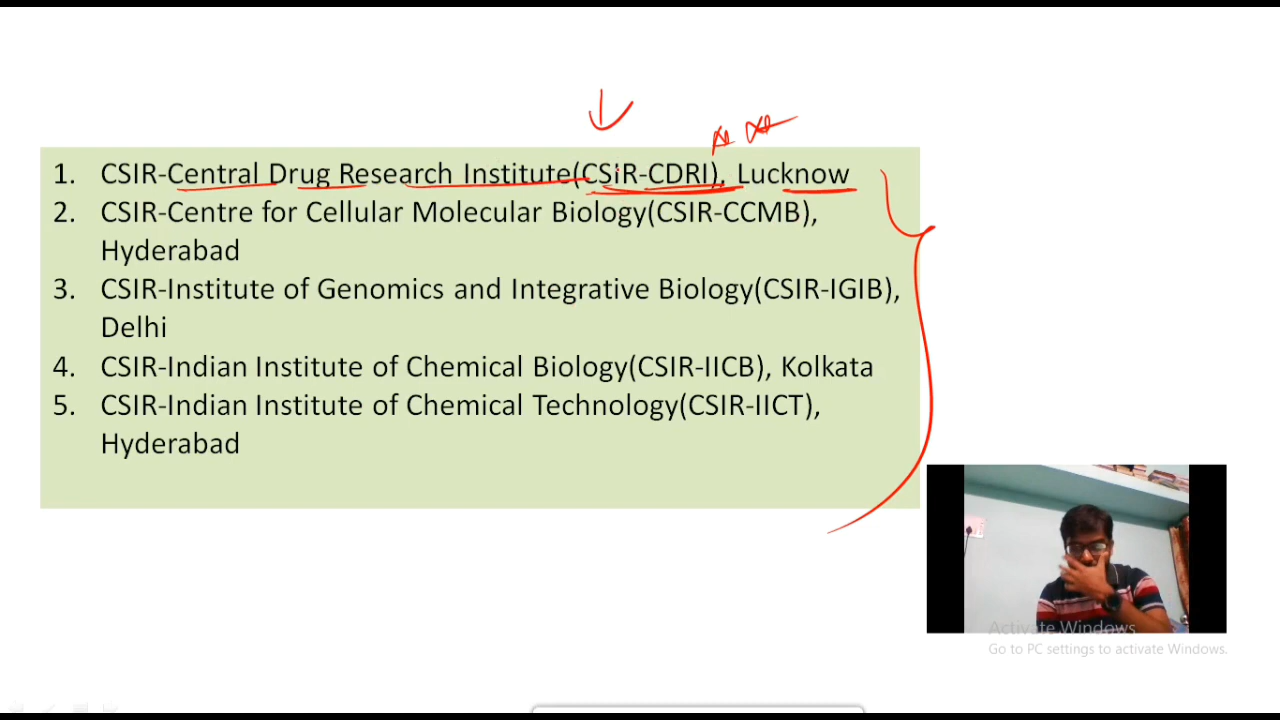 1. CSIR-Central Drug Research Institute(CSIR-CDRI), Lucknow
2. CSIR-Centre for Cellular Molecular Biology(CSIR-CCMB),
Hyderabad
3. CSIR-Institute of Genomics and Integrative Biology(CSIR-IGIB),
Delhi
4. CSIR-Indian Institute of Chemical Biology(CSIR-IICB), Kolkata
5. CSIR-Indian Institute of Chemical Technology(CSIR-IICT),
Hyderabad
Activate Windows
Go to PC settings to activate Windows.